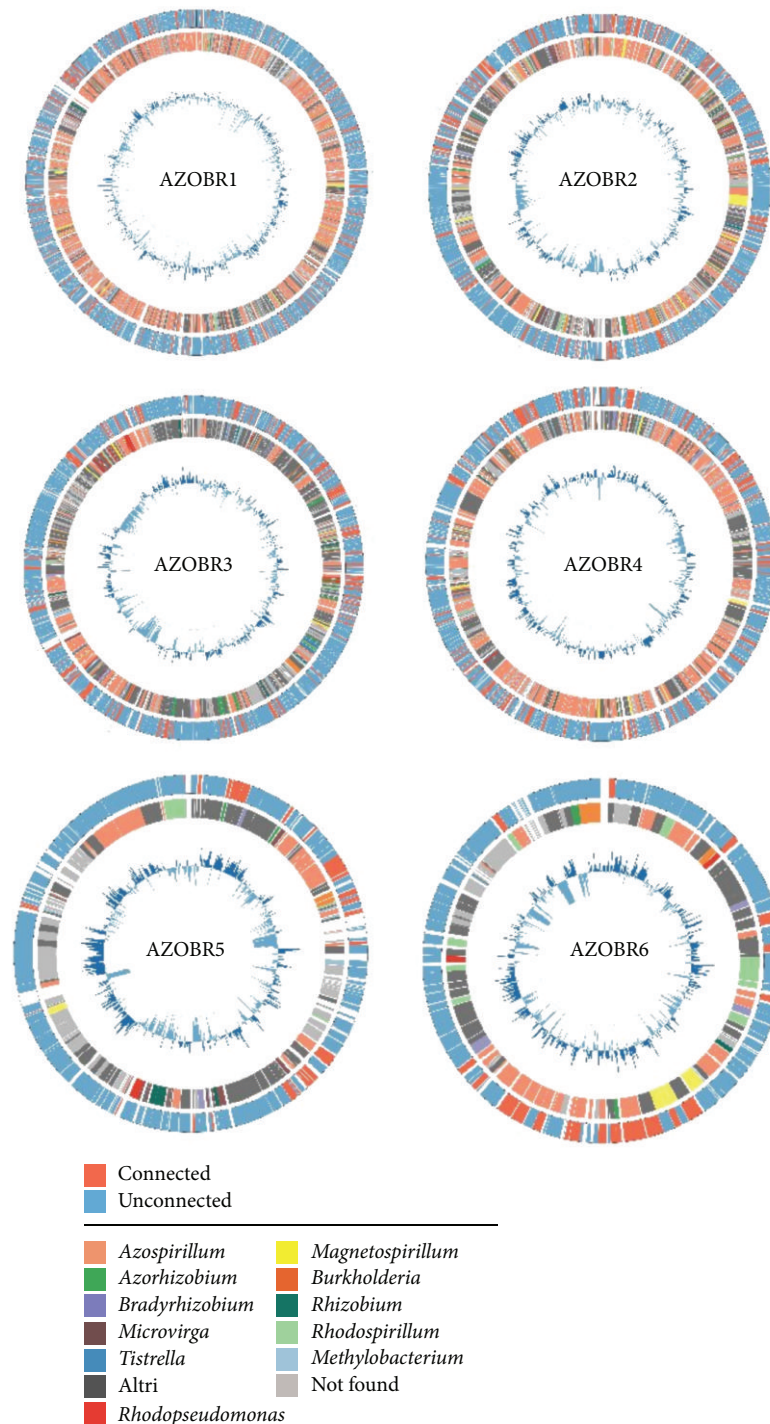 AZOBR1
AZOBR2
AZOBR3
AZOBR4
AZOBR5
AZOBR6
Connected
Unconnected
Azospirillum
Azorhizobium
Bradyrhizobium
Microvirga
Tistrella
Altri
Rhodopseudomonas
Magnetospirillum
Burkholderia
Rhizobium
Rhodospirillum
Methylobacterium
Not found